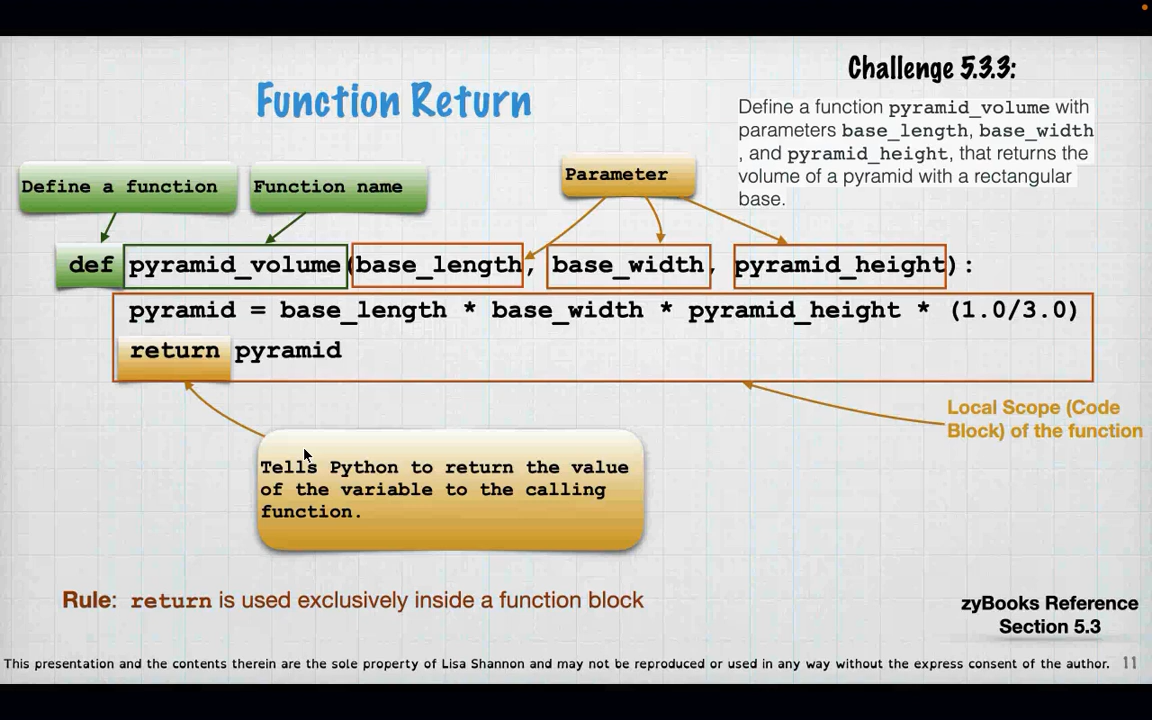 Challenge 5.3.3:
Function Return
Define a function pyramid_volume with
parameters base_length, base_width
, and pyramid_height, that returns the
volume of a pyramid with a rectangular
base.
Define a function
Function name
Parameter
def pyramid_volume(base_length, base_width, pyramid_height):
pyramid = base_length * base_width * pyramid_height * (1.0/3.0)
return pyramid
Local Scope (Code
Block) of the function
Tells Python to return the value
of the variable to the calling
function.
Rule: return is used exclusively inside a function block
zyBooks Reference
Section 5.3
This presentation and the contents therein are the sole property of Lisa Shannon and may not be reproduced or used in any way without the express consent of the author. 11